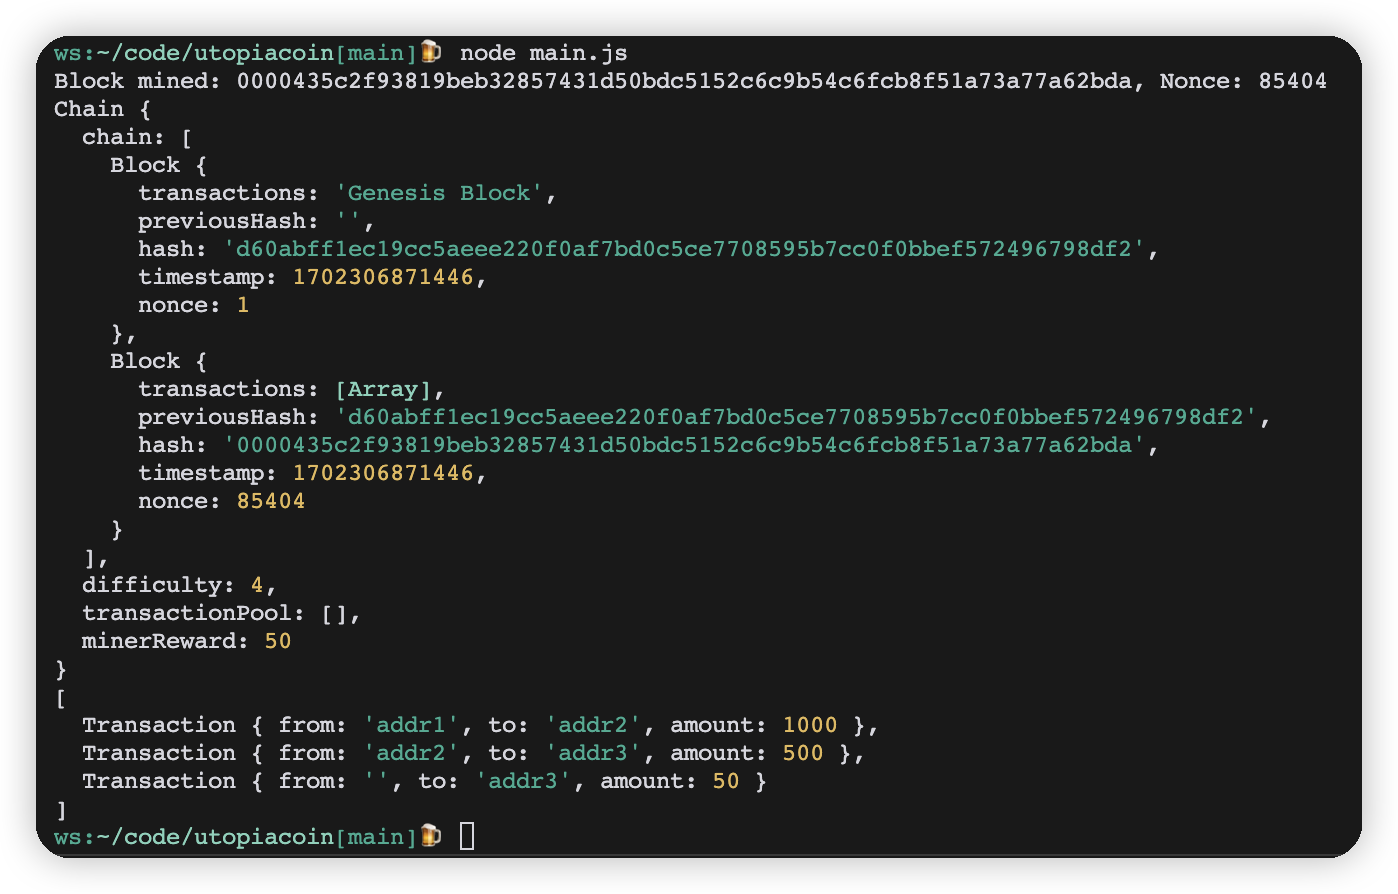 ws:~/code/utopiacoin[main]🍺 node main.js
Block mined: 0000435c2f93819beb32857431d50bdc5152c6c9b54c6fcb8f51a73a77a62bda, Nonce: 85404
Chain {
  chain: [
    Block {
      transactions: 'Genesis Block',
      previousHash: '',
      hash: 'd60abff1ec19cc5aeee220f0af7bd0c5ce7708595b7cc0f0bbef572496798df2',
      timestamp: 1702306871446,
      nonce: 1
    },
    Block {
      transactions: [Array],
      previousHash: 'd60abff1ec19cc5aeee220f0af7bd0c5ce7708595b7cc0f0bbef572496798df2',
      hash: '0000435c2f93819beb32857431d50bdc5152c6c9b54c6fcb8f51a73a77a62bda',
      timestamp: 1702306871446,
      nonce: 85404
    }
  ],
  difficulty: 4,
  transactionPool: [],
  minerReward: 50
}
[
  Transaction { from: 'addr1', to: 'addr2', amount: 1000 },
  Transaction { from: 'addr2', to: 'addr3', amount: 500 },
  Transaction { from: '', to: 'addr3', amount: 50 }
]
ws:~/code/utopiacoin[main]🍺